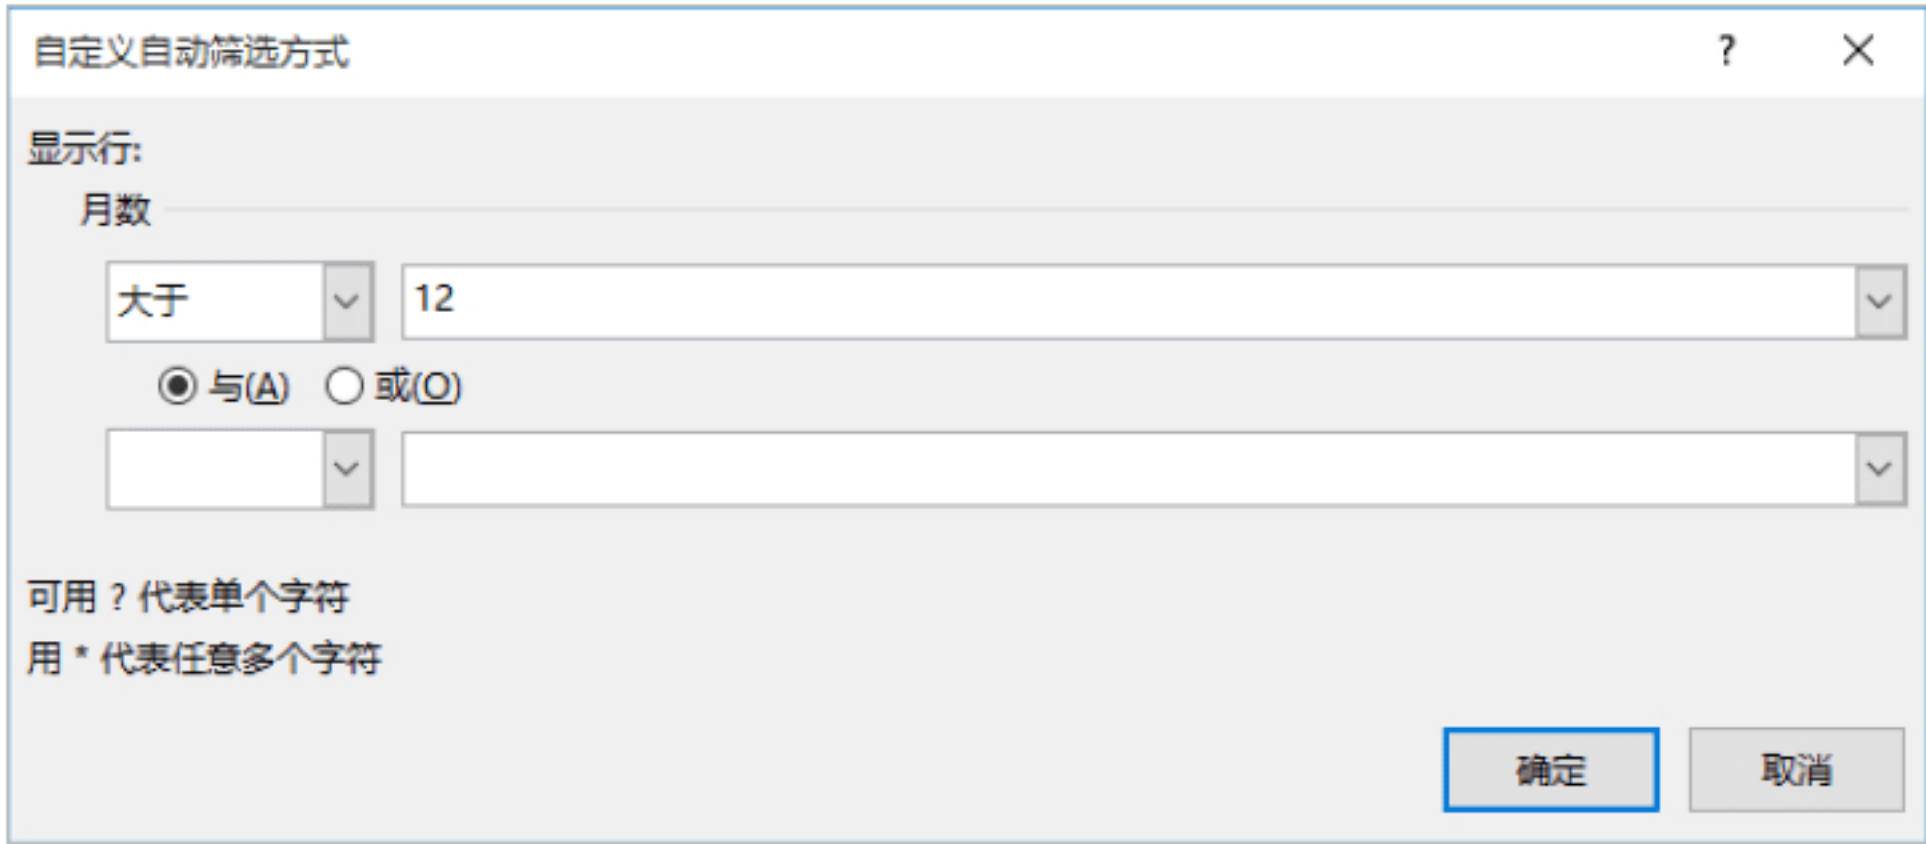 自定义自动筛选方式 ?
显示行:
月数
大于 12
与(A) 或(O)
可用 ? 代表单个字符
用 * 代表任意多个字符
确定 取消